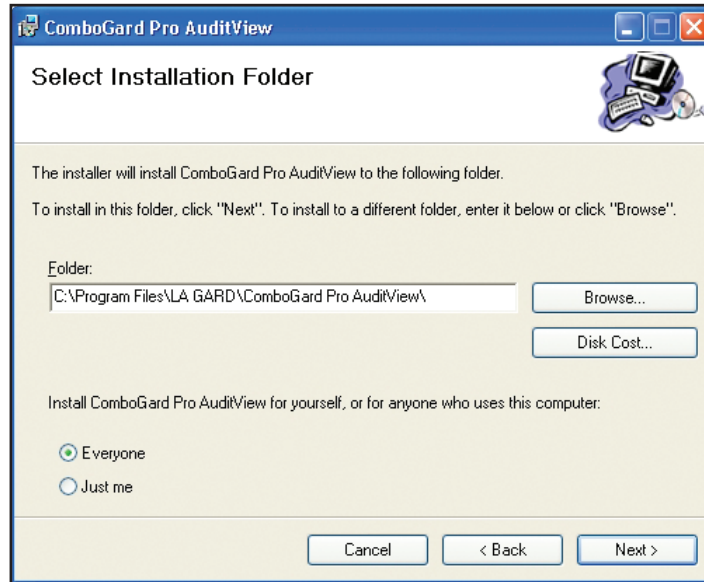 ComboGard Pro AuditView
Select Installation Folder
The installer will install ComboGard Pro AuditView to the following folder.
To install in this folder, click "Next". To install to a different folder, enter it below or click "Browse".
Folder:
C:\Program Files\LA GARD\ComboGard Pro AuditView\
Browse...
Disk Cost...
Install ComboGard Pro AuditView for yourself, or for anyone who uses this computer:
Everyone
Just me
Cancel
< Back
Next >